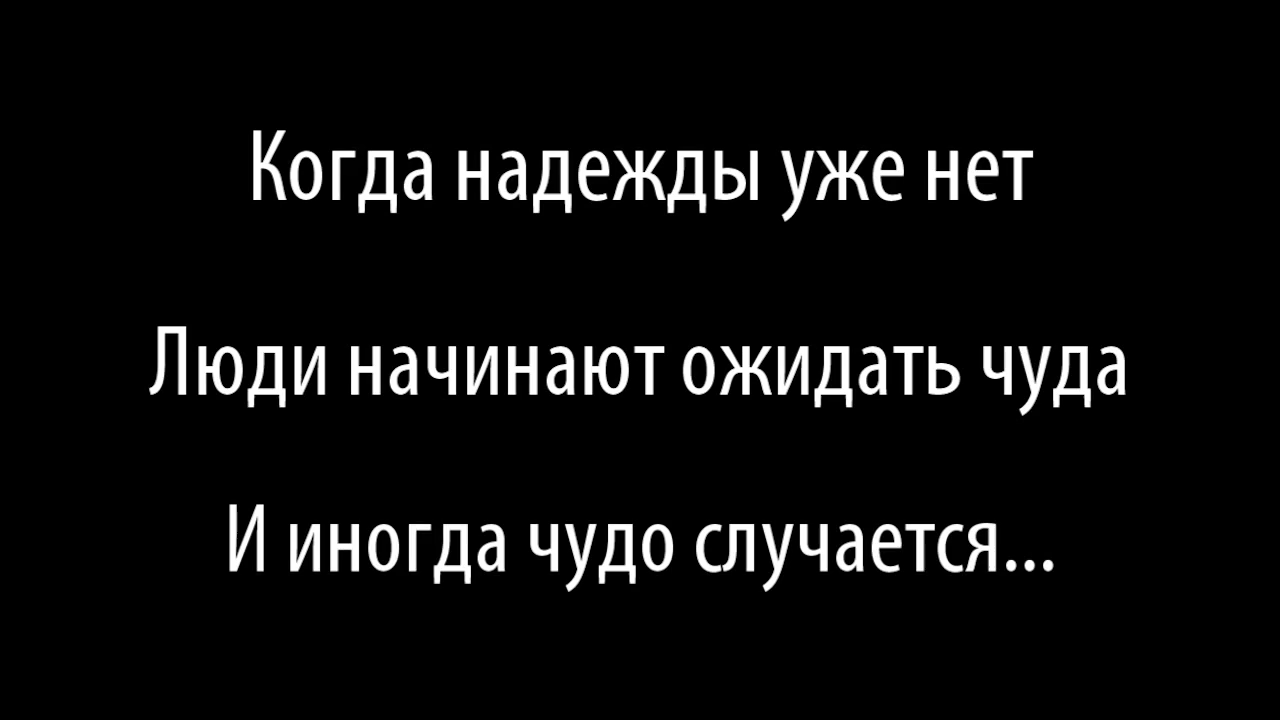 Когда надежды уже нет
Люди начинают ожидать чуда
И иногда чудо случается...